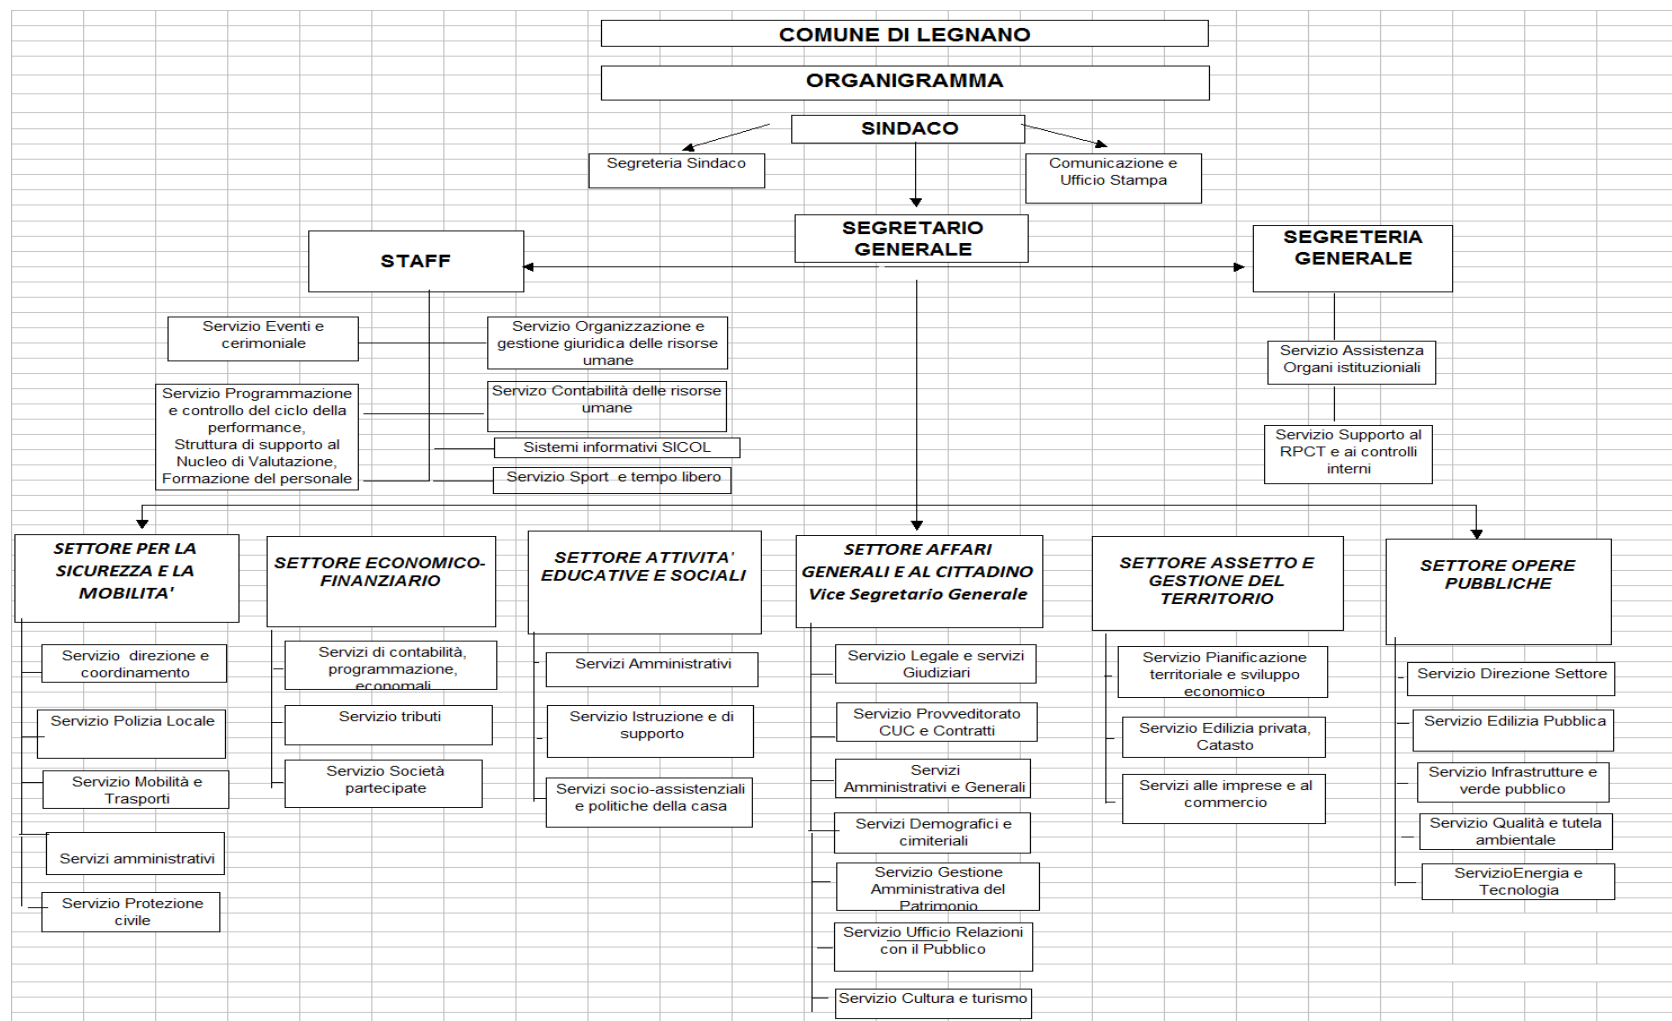 COMUNE DI LEGNANO
ORGANIGRAMMA
SINDACO
Segreteria Sindaco
Comunicazione e
Ufficio Stampa
SEGRETARIO
GENERALE
STAFF
SEGRETERIA
GENERALE
Servizio Eventi e
cerimoniale
Servizio Organizzazione e
gestione giuridica delle risorse
umane
Servizio Programmazione
e controllo del ciclo della
performance,
Struttura di supporto al
Nucleo di Valutazione,
Formazione del personale
Servizo Contabilità delle risorse
umane
Sistemi informativi SICOL
Servizio Sport e tempo libero
Servizio Assistenza
Organi istituzionali
Servizio Supporto al
RPCT e ai controlli
interni
SETTORE PER LA
SICUREZZA E LA
MOBILITA'
Servizio direzione e
coordinamento
Servizio Polizia Locale
Servizio Mobilità e
Trasporti
Servizi amministrativi
Servizio Protezione
civile
SETTORE ECONOMICO-
FINANZIARIO
Servizi di contabilità,
programmazione,
economali
Servizio tributi
Servizio Società
partecipate
SETTORE ATTIVITA'
EDUCATIVE E SOCIALI
Servizi Amministrativi
Servizio Istruzione e di
supporto
Servizi socio-assistenziali
e politiche della casa
SETTORE AFFARI
GENERALI E AL CITTADINO
Vice Segretario Generale
Servizio Legale e servizi
Giudiziari
Servizio Provveditorato
CUC e Contratti
Servizi
Amministrativi e Generali
Servizi Demografici e
cimiteriali
Servizio Gestione
Amministrativa del
Patrimonio
Servizio Ufficio Relazioni
con il Pubblico
Servizio Cultura e turismo
SETTORE ASSETTO E
GESTIONE DEL
TERRITORIO
Servizio Pianificazione
territoriale e sviluppo
economico
Servizio Edilizia privata,
Catasto
Servizi alle imprese e al
commercio
SETTORE OPERE
PUBBLICHE
Servizio Direzione Settore
Servizio Edilizia Pubblica
Servizio Infrastrutture e
verde pubblico
Servizio Qualità e tutela
ambientale
ServizioEnergia e
Tecnologia